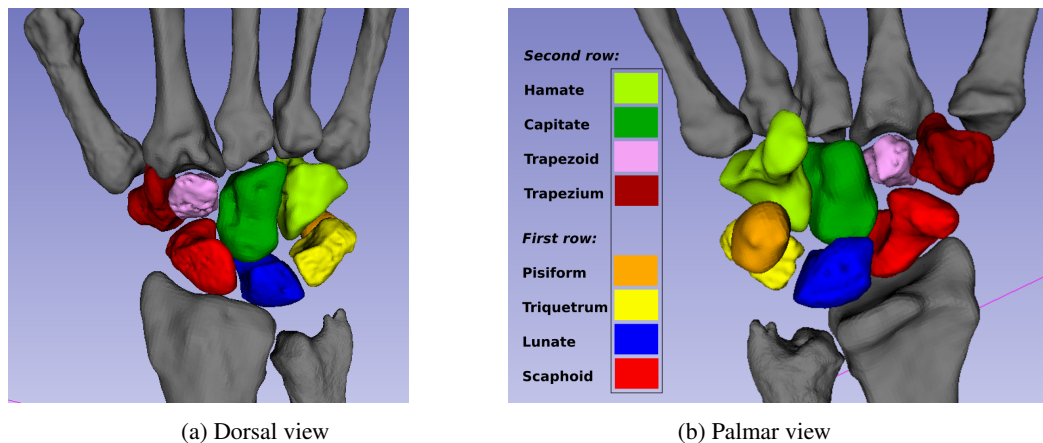 Second row:
Hamate
Capitate
Trapezoid
Trapezium
First row:
Pisiform
Triquetrum
Lunate
Scaphoid
(a) Dorsal view
(b) Palmar view